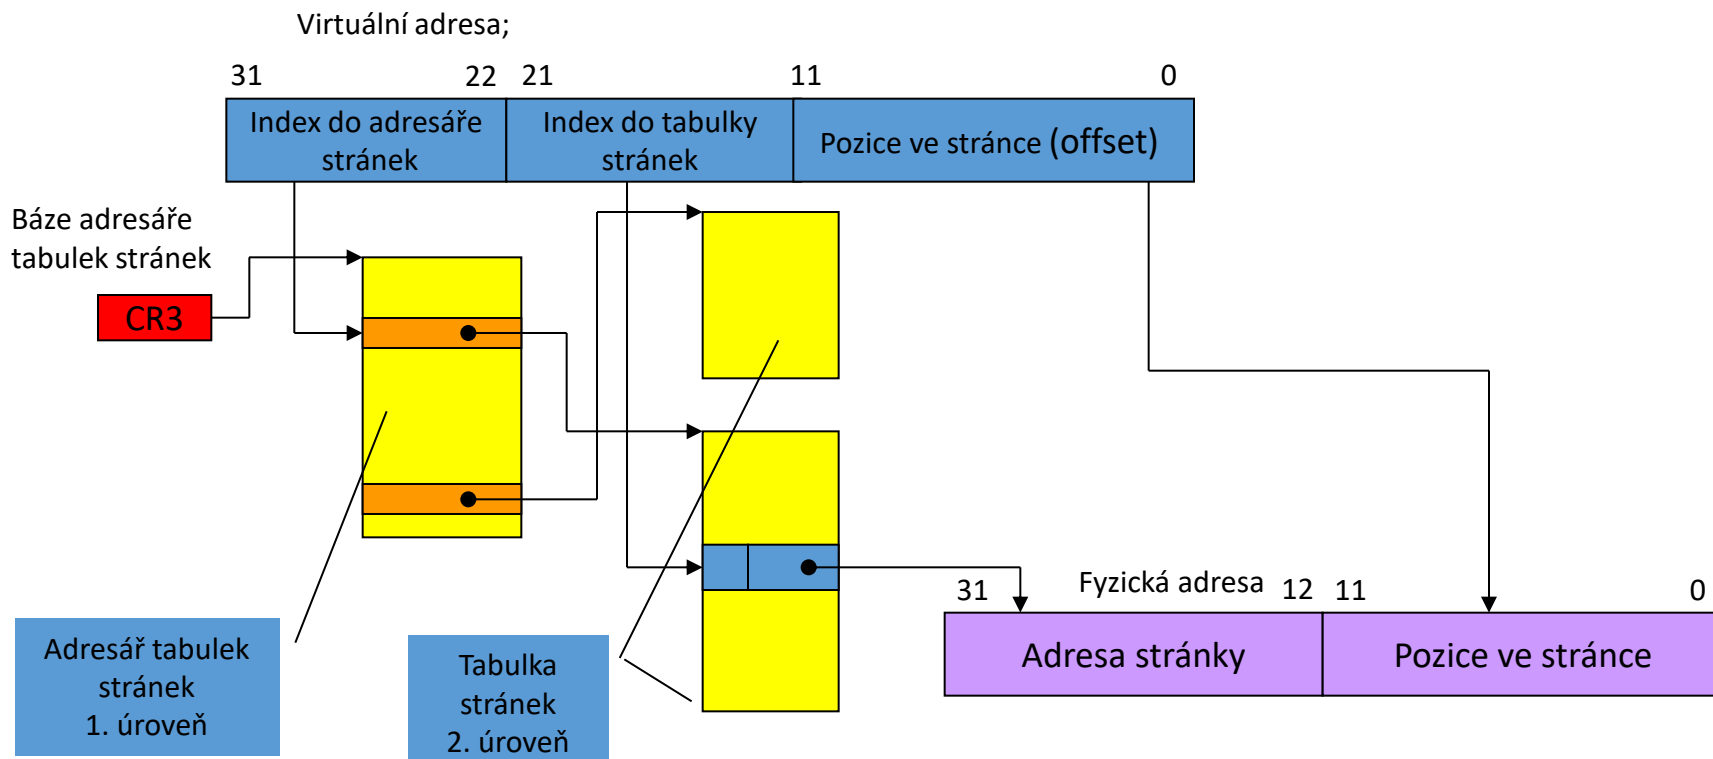 Virtuální adresa;
31 22 21 11 0
Index do adresáře
stránek
Index do tabulky
stránek
Pozice ve stránce (offset)
Báze adresáře
tabulek stránek
CR3
31 Fyzická adresa 12 11 0
Adresa stránky
Pozice ve stránce
Adresář tabulek
stránek
1. úroveň
Tabulka
stránek
2. úroveň